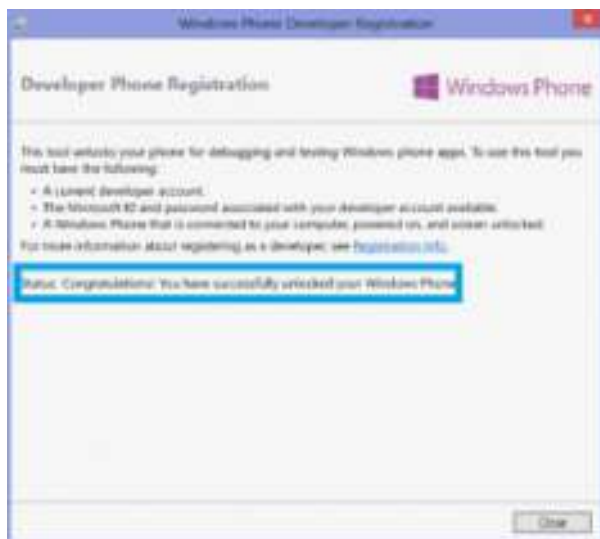 Windows Phone Developer Registration
Developer Phone Registration
Windows Phone
This tool unlocks your phone for debugging and testing Windows phone apps. To use this tool you
must have the following:
• A current developer account.
• The Microsoft ID and password associated with your developer account available.
• A Windows Phone that is connected to your computer, powered on, and screen unlocked.
For more information about registering as a developer, see Registration Info.
Status: Congratulations! You have successfully unlocked your Windows Phone
Close